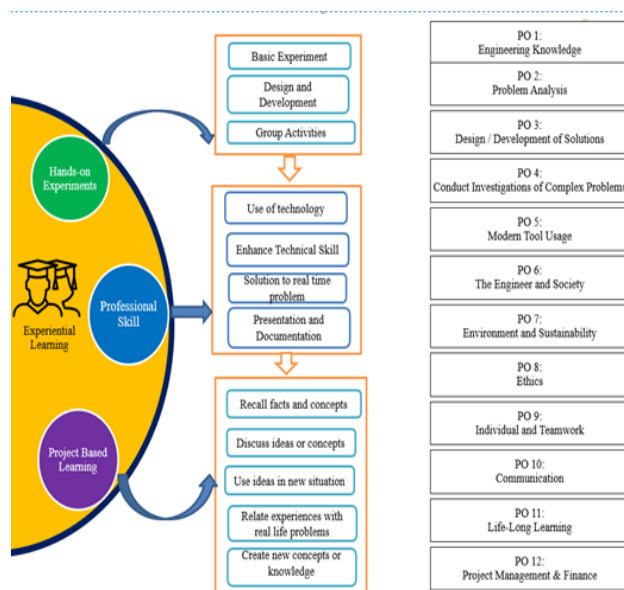 Hands-on
Experiments
Experiential
Learning
Professional
Skill
Project Based
Learning
Basic Experiment
Design and
Development
Group Activities
Use of technology
Enhance Technical Skill
Solution to real time
problem
Presentation and
Documentation
Recall facts and concepts
Discuss ideas or concepts
Use ideas in new situation
Relate experiences with
real life problems
Create new concepts or
knowledge
PO 1:
Engineering Knowledge
PO 2:
Problem Analysis
PO 3:
Design / Development of Solutions
PO 4:
Conduct Investigations of Complex Problems
PO 5:
Modern Tool Usage
PO 6:
The Engineer and Society
PO 7:
Environment and Sustainability
PO 8:
Ethics
PO 9:
Individual and Teamwork
PO 10:
Communication
PO 11:
Life-Long Learning
PO 12:
Project Management & Finance